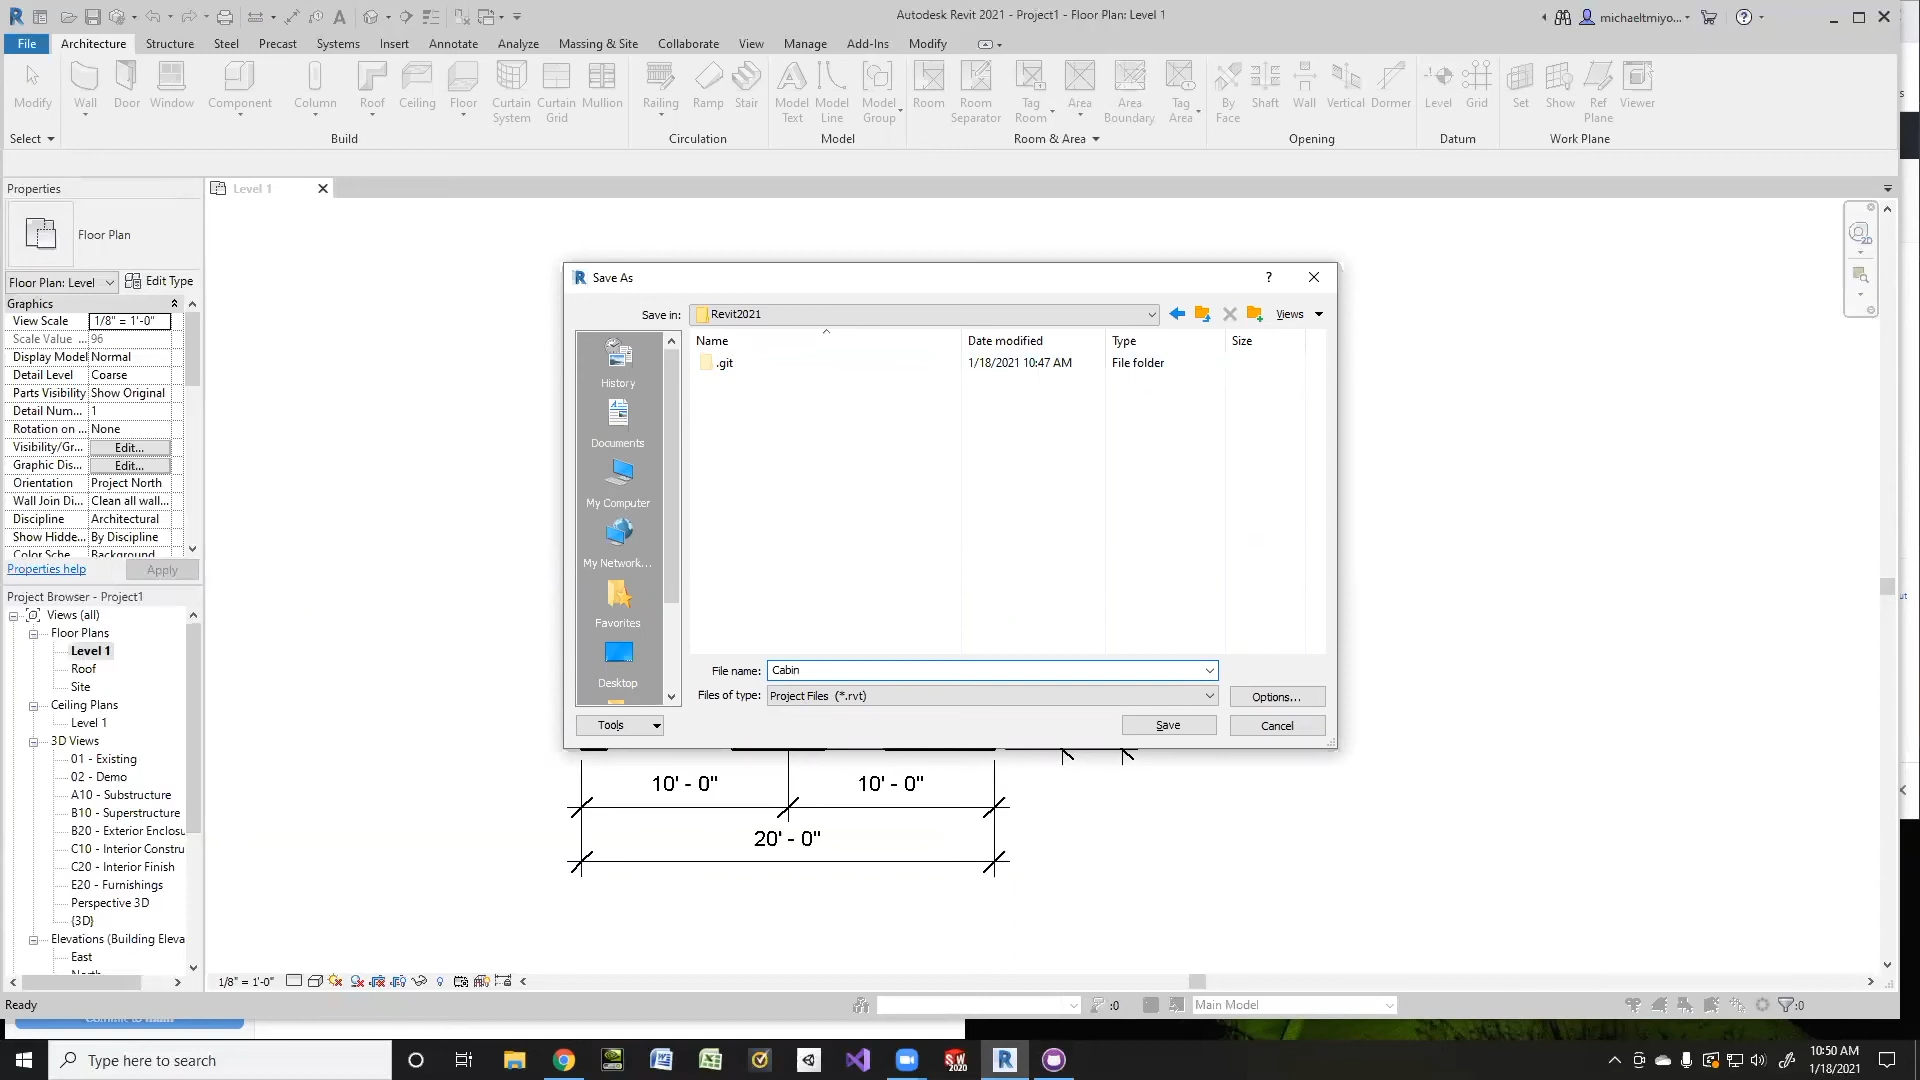 Autodesk Revit 2021 - Project1 - Floor Plan: Level 1
michaeltmiyo...
File
Architecture
Structure
Steel
Precast
Systems
Insert
Annotate
Analyze
Massing & Site
Collaborate
View
Manage
Add-Ins
Modify
Modify
Wall
Door
Window
Component
Column
Roof
Ceiling
Floor
Curtain
System
Curtain
Grid
Mullion
Railing
Ramp
Stair
Model
Text
Model
Line
Model
Group
Room
Room
Separator
Tag
Room
Area
Area
Boundary
Tag
Area
By
Face
Shaft
Wall
Vertical
Dormer
Level
Grid
Set
Show
Ref
Plane
Viewer
Select
Build
Circulation
Model
Room & Area
Opening
Datum
Work Plane
Properties
Level 1
Floor Plan
Floor Plan: Level
Edit Type
Graphics
View Scale 1/8" = 1'-0"
Scale Value ... 96
Display Model Normal
Detail Level Coarse
Parts Visibility Show Original
Detail Num... 1
Rotation on ... None
Visibility/Gr... Edit...
Graphic Dis... Edit...
Orientation Project North
Wall Join Di... Clean all wall...
Discipline Architectural
Show Hidde... By Discipline
Color Sche... Background
Properties help
Apply
Project Browser - Project1
Views (all)
Floor Plans
Level 1
Roof
Site
Ceiling Plans
Level 1
3D Views
01 - Existing
02 - Demo
A10 - Substructure
B10 - Superstructure
B20 - Exterior Enclosu
C10 - Interior Constru
C20 - Interior Finish
E20 - Furnishings
Perspective 3D
{3D}
Elevations (Building Eleva
East
North
Save As
?
Save in: Revit2021
Views
Name
Date modified
Type
Size
.git
1/18/2021 10:47 AM
File folder
History
Documents
My Computer
My Network...
Favorites
Desktop
File name: Cabin
Files of type: Project Files (*.rvt)
Options...
Tools
Save
Cancel
10' - 0"
10' - 0"
20' - 0"
2D
1/8" = 1'-0"
Ready
:0
Main Model
:0
Type here to search
SW
2020
10:50 AM
1/18/2021